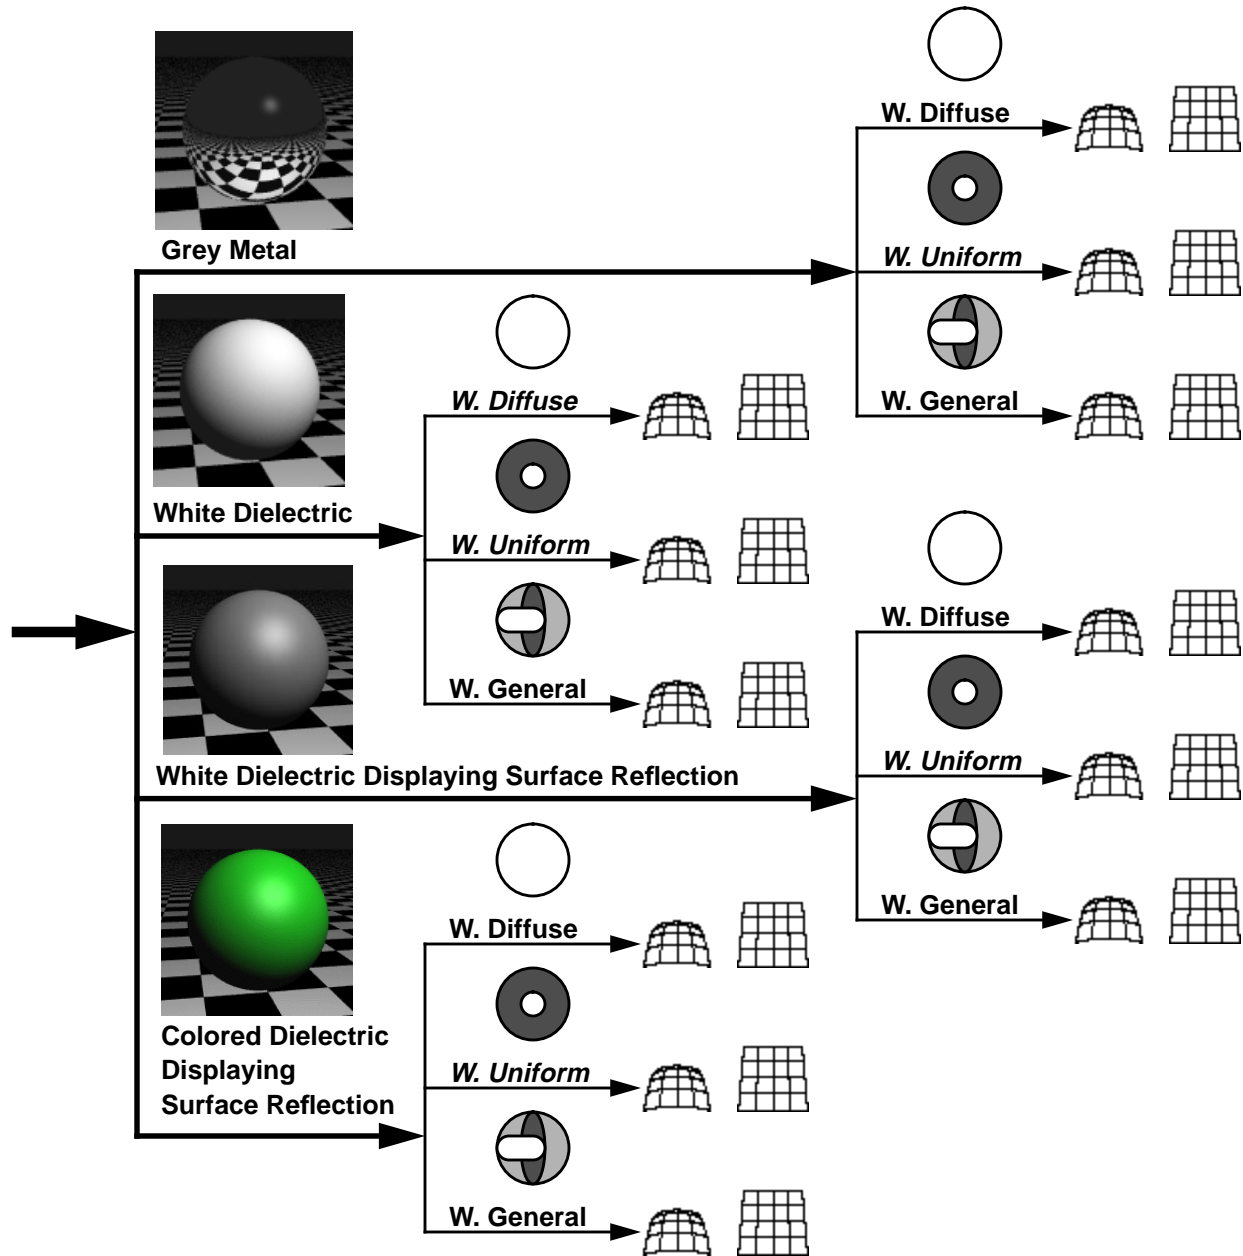 Grey Metal
W. Diffuse
W. Uniform
W. General
White Dielectric
W. Diffuse
W. Uniform
W. General
White Dielectric Displaying Surface Reflection
W. Diffuse
W. Uniform
W. General
Colored Dielectric
Displaying
Surface Reflection
W. Diffuse
W. Uniform
W. General